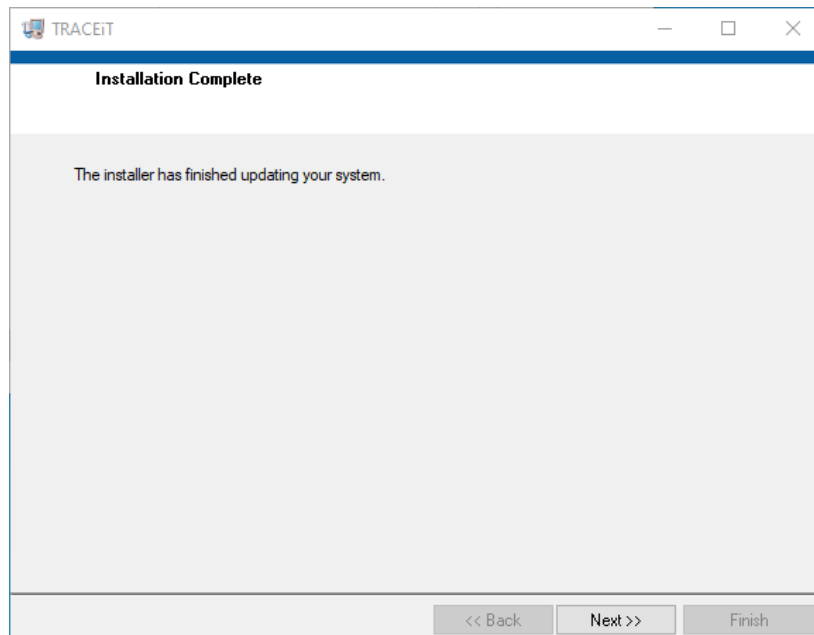 TRACEiT
Installation Complete
The installer has finished updating your system.
<< Back Next >> Finish